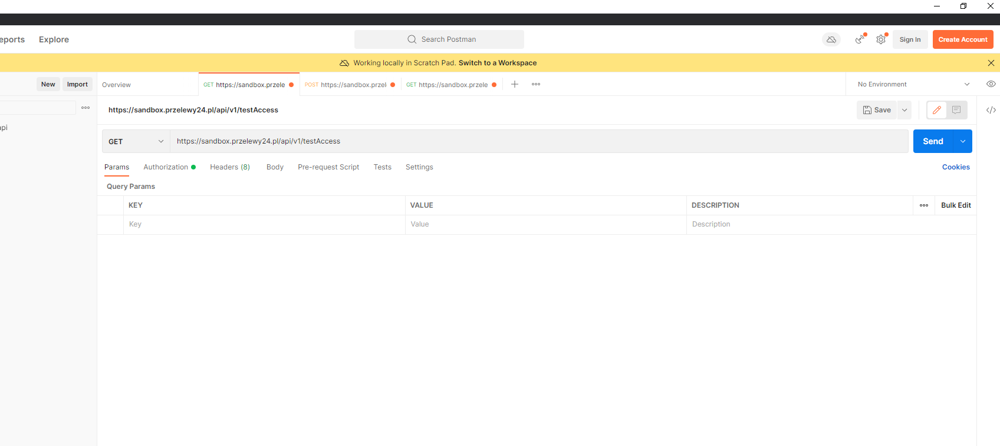 eports Explore Search Postman Sign In Create Account
Working locally in Scratch Pad. Switch to a Workspace
New Import Overview GET https://sandbox.przele POST https://sandbox.przel GET https://sandbox.przele No Environment
https://sandbox.przelewy24.pl/api/v1/testAccess Save
api
GET https://sandbox.przelewy24.pl/api/v1/testAccess Send
Params Authorization Headers (8) Body Pre-request Script Tests Settings Cookies
Query Params
KEY VALUE DESCRIPTION Bulk Edit
Key Value Description